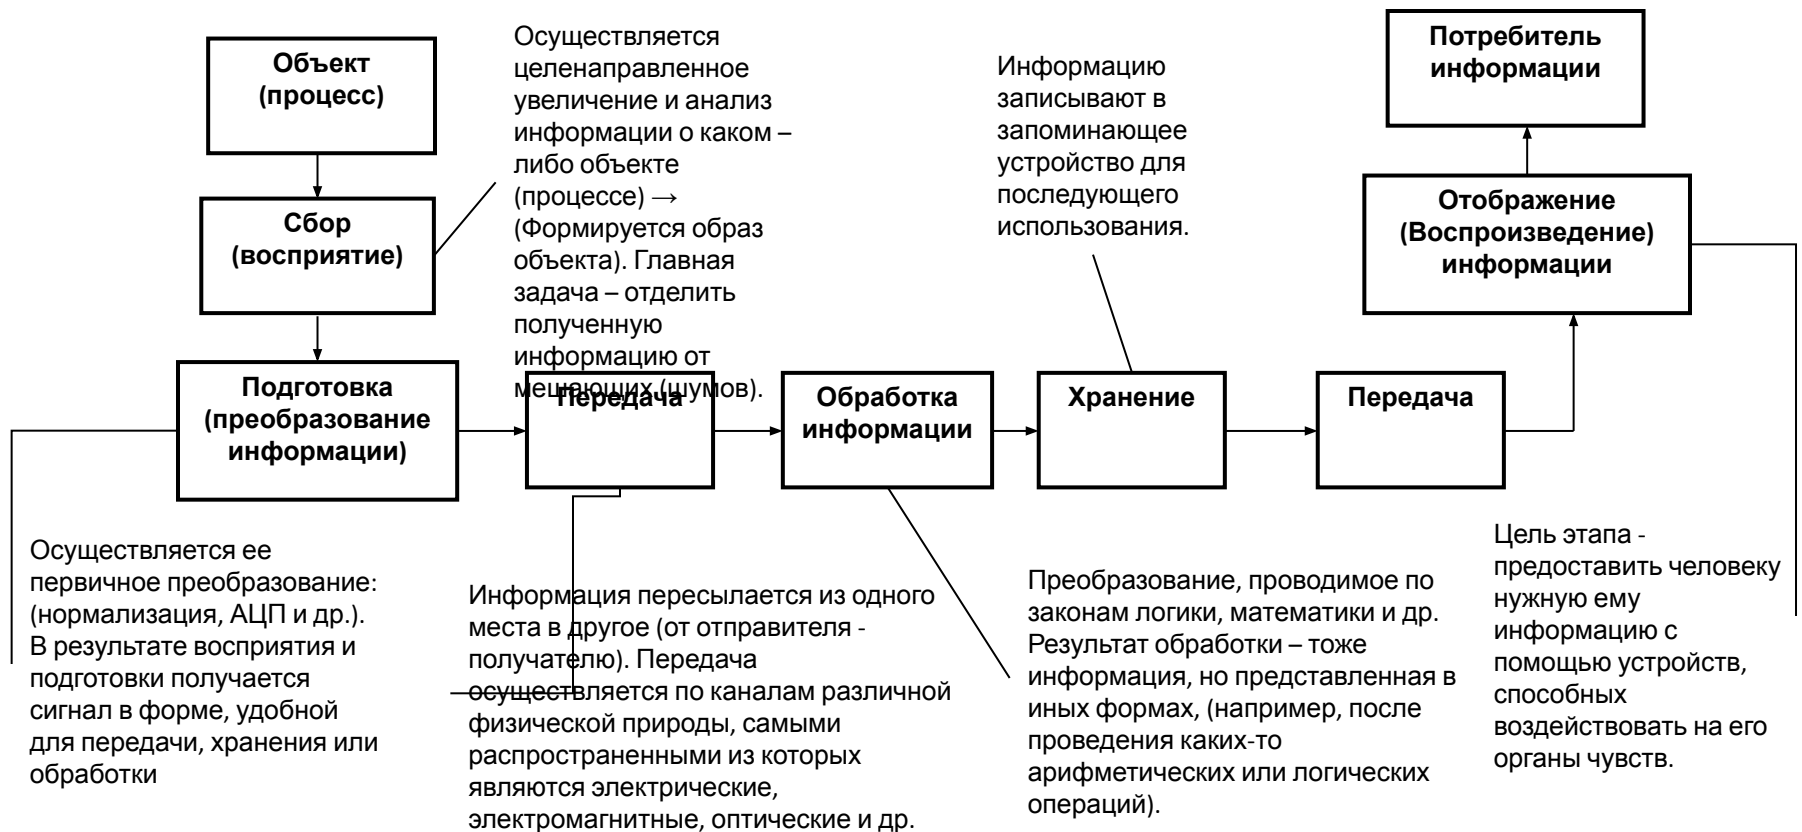 Объект
(процесс)
Сбор
(восприятие)
Осуществляется
целенаправленное
увеличение и анализ
информации о каком –
либо объекте
(процессе) →
(Формируется образ
объекта). Главная
задача – отделить
полученную
информацию от
мешающих (шумов).
Информацию
записывают в
запоминающее
устройство для
последующего
использования.
Потребитель
информации
Отображение
(Воспроизведение)
информации
Подготовка
(преобразование
информации)
Передача
Обработка
информации
Хранение
Передача
Осуществляется ее
первичное преобразование:
(нормализация, АЦП и др.).
В результате восприятия и
подготовки получается
сигнал в форме, удобной
для передачи, хранения или
обработки
Информация пересылается из одного
места в другое (от отправителя -
получателю). Передача
осуществляется по каналам различной
физической природы, самыми
распространенными из которых
являются электрические,
электромагнитные, оптические и др.
Преобразование, проводимое по
законам логики, математики и др.
Результат обработки – тоже
информация, но представленная в
иных формах, (например, после
проведения каких-то
арифметических или логических
операций).
Цель этапа -
предоставить человеку
нужную ему
информацию с
помощью устройств,
способных
воздействовать на его
органы чувств.